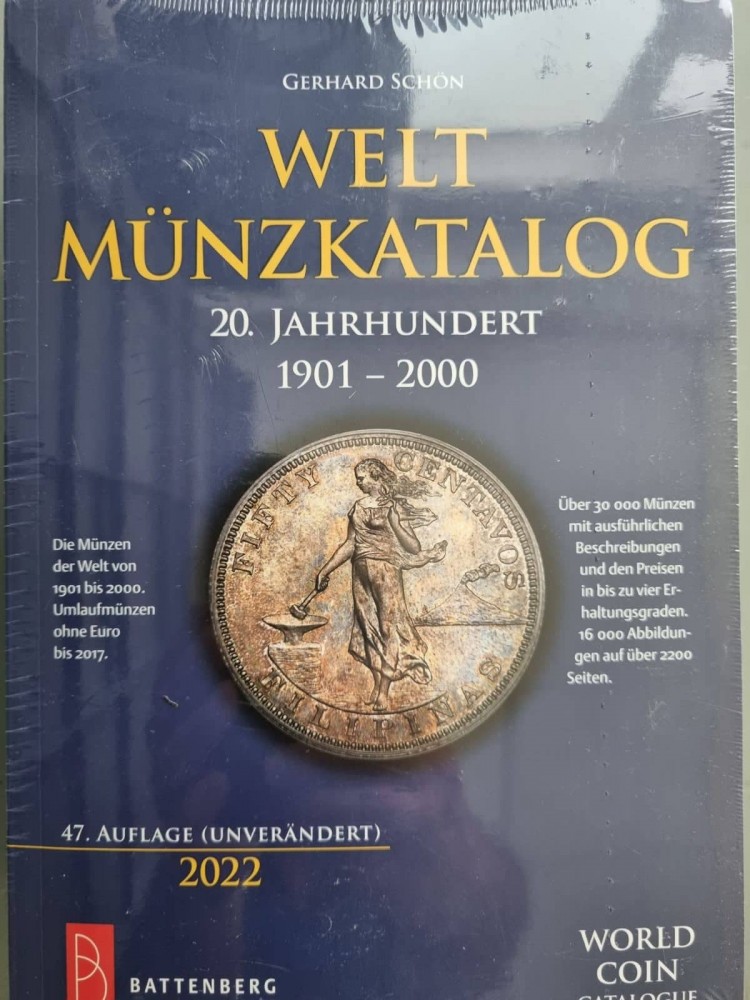 GERHARD SCHÖN
WELT
MÜNZKATALOG
20. JAHRHUNDERT
1901 – 2000
FIFTY CENTAVOS
FILIPINAS
Die Münzen
der Welt von
1901 bis 2000.
Umlaufmünzen
ohne Euro
bis 2017.
Über 30 000 Münzen
mit ausführlichen
Beschreibungen
und den Preisen
in bis zu vier Er-
haltungsgraden.
16 000 Abbildun-
gen auf über 2200
Seiten.
47. AUFLAGE (UNVERÄNDERT)
2022
B
BATTENBERG
WORLD
COIN
CATALOGUE